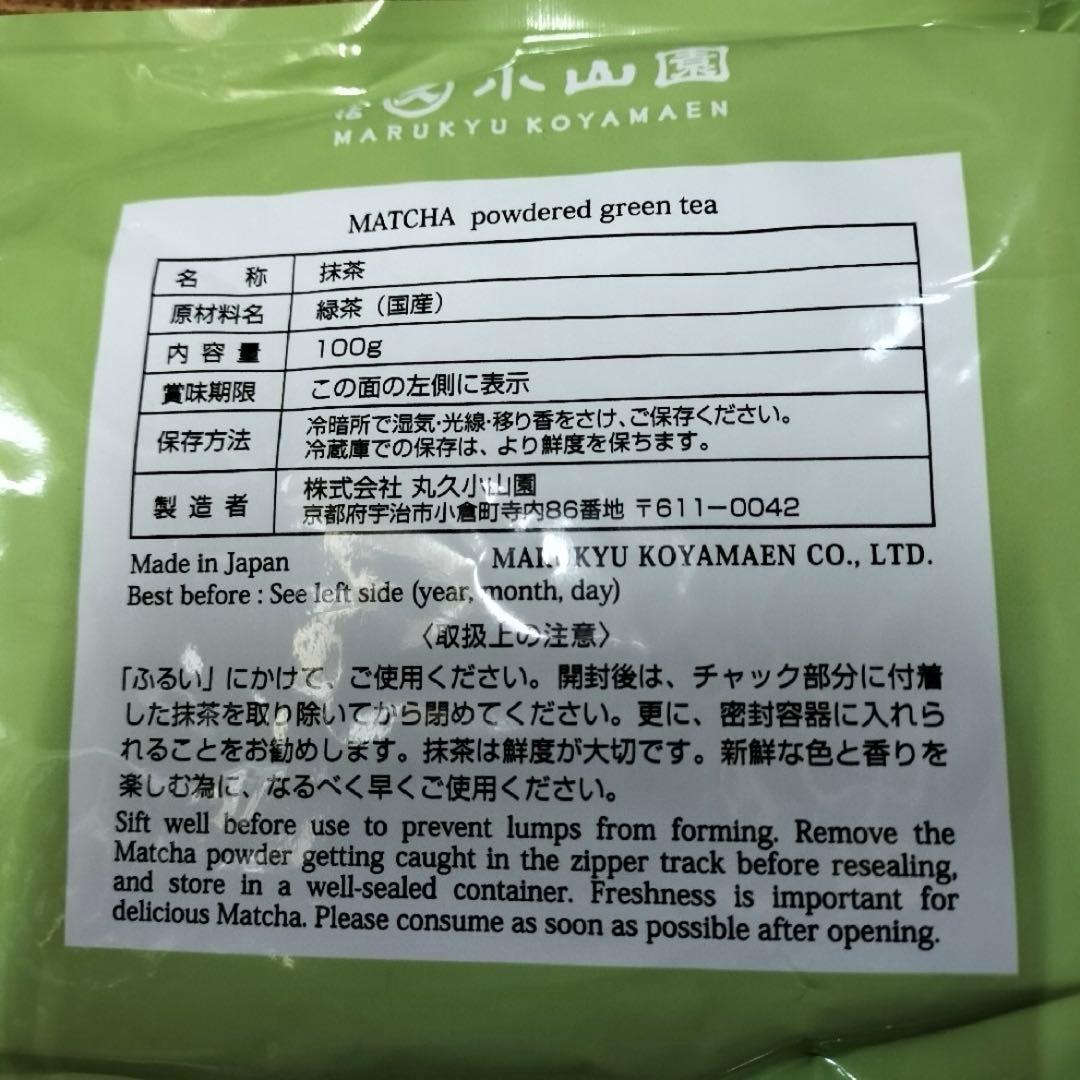 小山園
MARUKYU KOYAMAEN
MATCHA powdered green tea
名 称 抹茶
原材料名 緑茶（国産）
内容量 100g
賞味期限 この面の左側に表示
保存方法 冷暗所で湿気・光線・移り香をさけ、ご保存ください。
冷蔵庫での保存は、より鮮度を保ちます。
製造者 株式会社 丸久小山園
京都府宇治市小倉町寺内86番地 〒611-0042
Made in Japan MARUKYU KOYAMAEN CO., LTD.
Best before : See left side (year, month, day)
〈取扱上の注意〉
「ふるい」にかけて、ご使用ください。開封後は、チャック部分に付着
した抹茶を取り除いてから閉めてください。更に、密封容器に入れら
れることをお勧めします。抹茶は鮮度が大切です。新鮮な色と香りを
楽しむ為に、なるべく早くご使用ください。
Sift well before use to prevent lumps from forming. Remove the
Matcha powder getting caught in the zipper track before resealing,
and store in a well-sealed container. Freshness is important for
delicious Matcha. Please consume as soon as possible after opening.